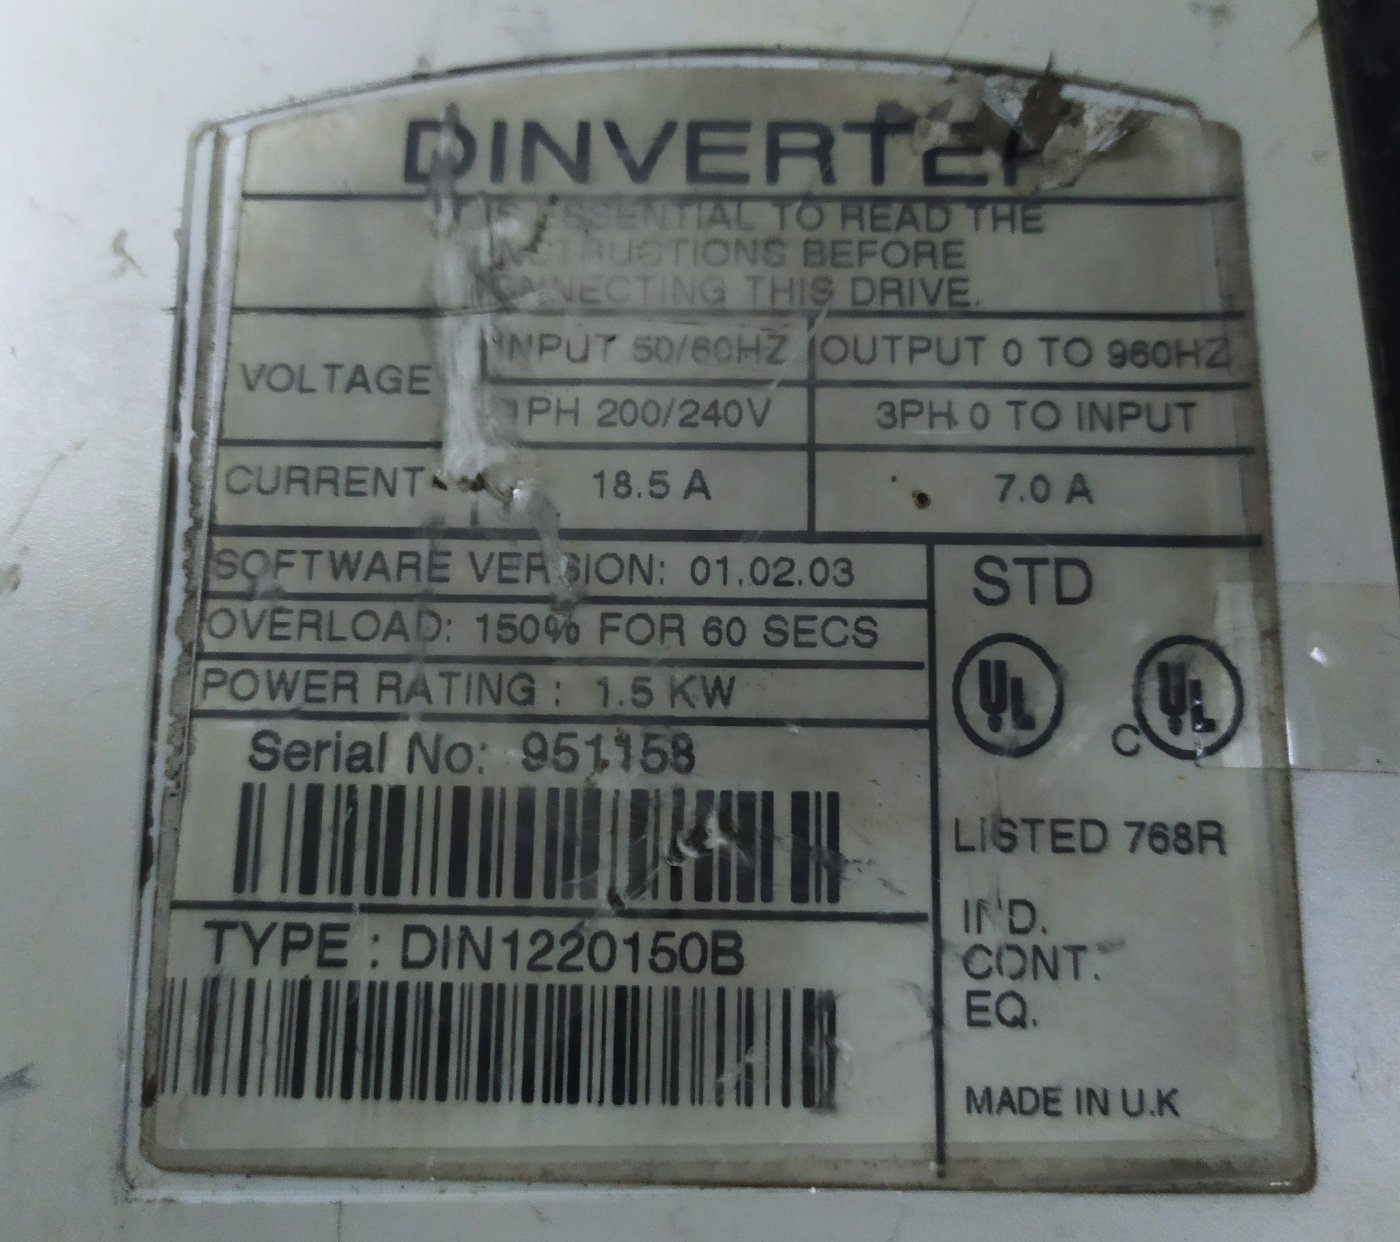 DINVERTER
IS ESSENTIAL TO READ THE
INSTRUCTIONS BEFORE
CONNECTING THIS DRIVE.
VOLTAGE
INPUT 50/60HZ
OUTPUT 0 TO 960HZ
1PH 200/240V
3PH 0 TO INPUT
CURRENT
18.5 A
7.0 A
SOFTWARE VERSION: 01.02.03
OVERLOAD: 150% FOR 60 SECS
POWER RATING : 1.5 KW
Serial No: 951158
TYPE : DIN1220150B
STD
UL
C UL
LISTED 768R
IND.
CONT.
EQ.
MADE IN U.K